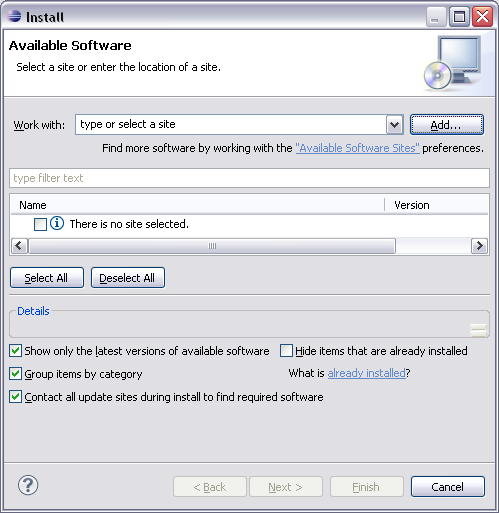 Install
Available Software
Select a site or enter the location of a site.
Work with: type or select a site Add...
Find more software by working with the "Available Software Sites" preferences.
type filter text
Name Version
There is no site selected.
Select All Deselect All
Details
Show only the latest versions of available software Hide items that are already installed
Group items by category What is already installed?
Contact all update sites during install to find required software
? < Back Next > Finish Cancel